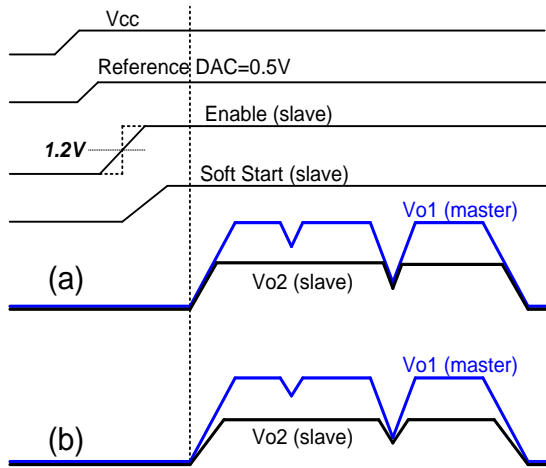 Vcc
Reference DAC=0.5V
Enable (slave)
1.2V
Soft Start (slave)
Vo1 (master)
(a)
Vo2 (slave)
Vo1 (master)
Vo2 (slave)
(b)